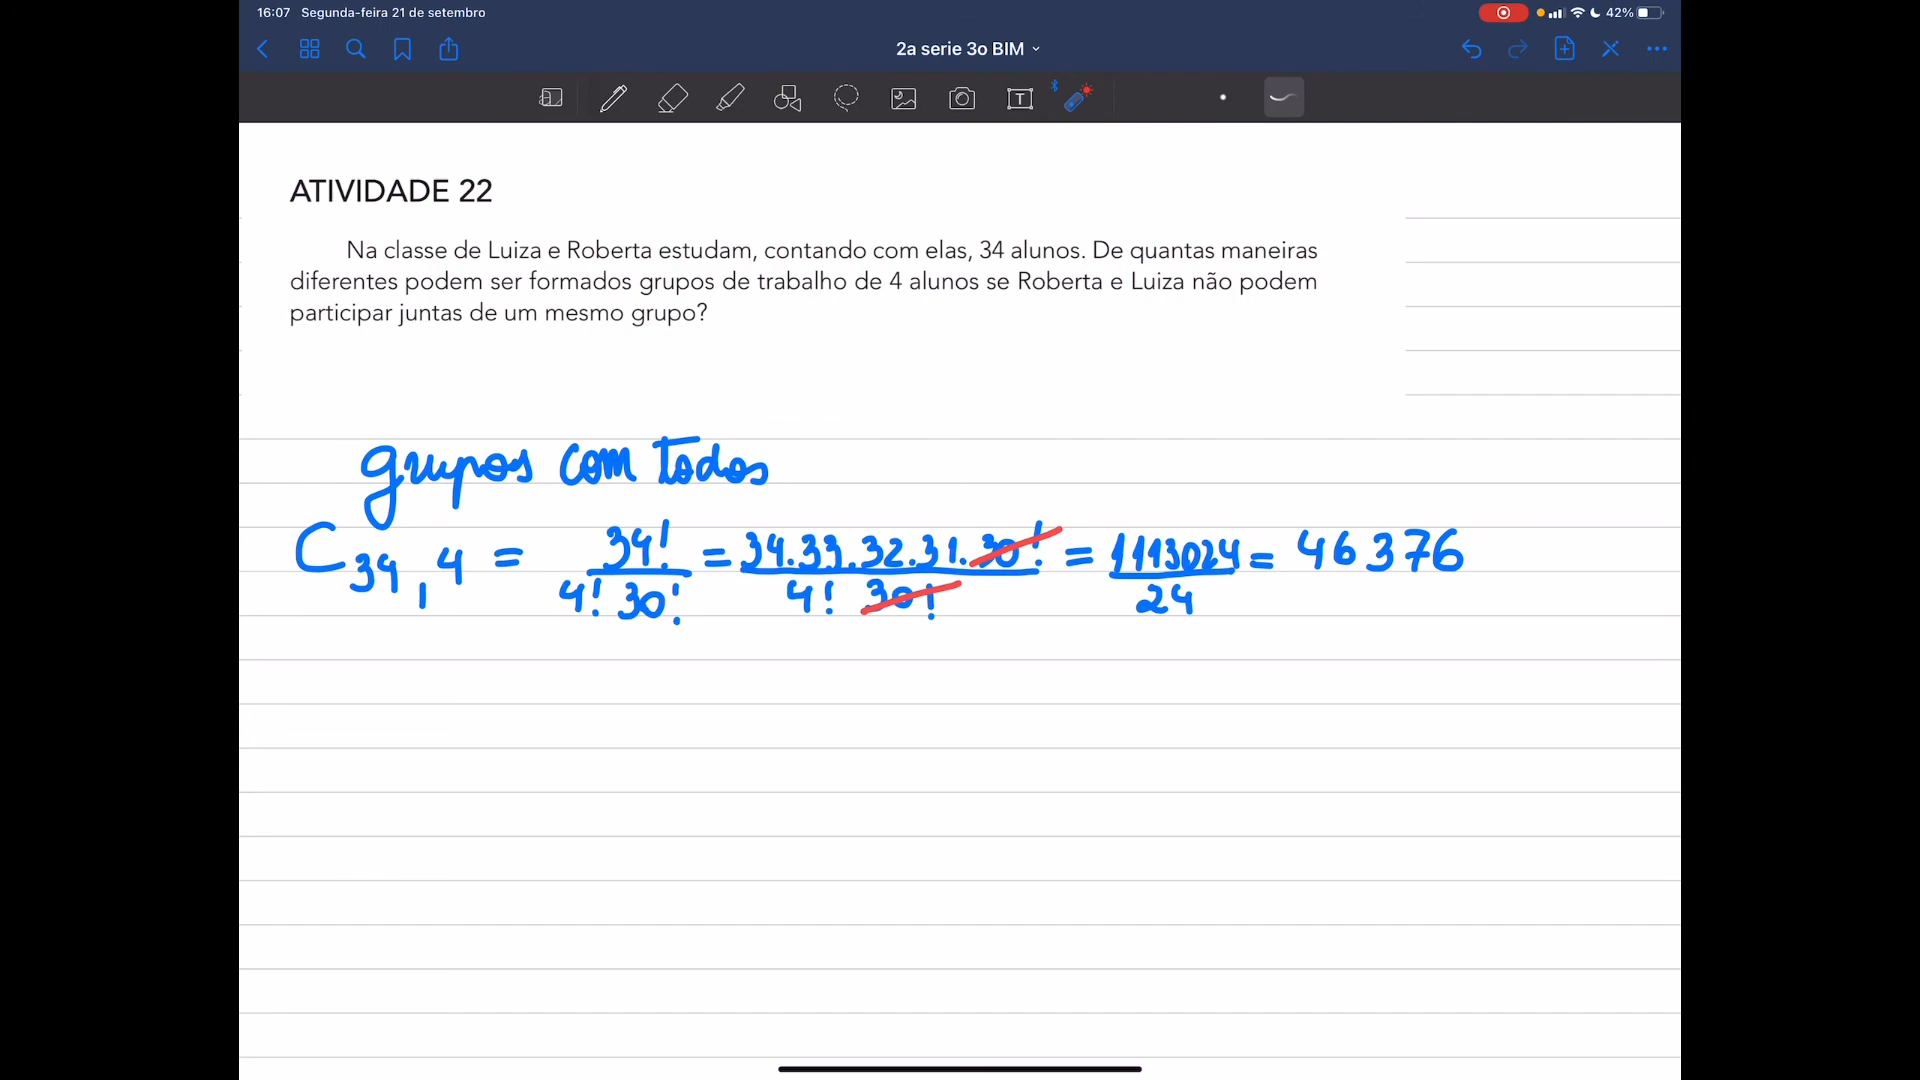 16:07 Segunda-feira 21 de setembro
42%
2a serie 3o BIM
T
ATIVIDADE 22
Na classe de Luiza e Roberta estudam, contando com elas, 34 alunos. De quantas maneiras
diferentes podem ser formados grupos de trabalho de 4 alunos se Roberta e Luiza não podem
participar juntas de um mesmo grupo?
grupos com todos
C34,4 = 34! / 4! 30! = 34.33.32.31.30! / 4! 30! = 1113024 / 24 = 46376